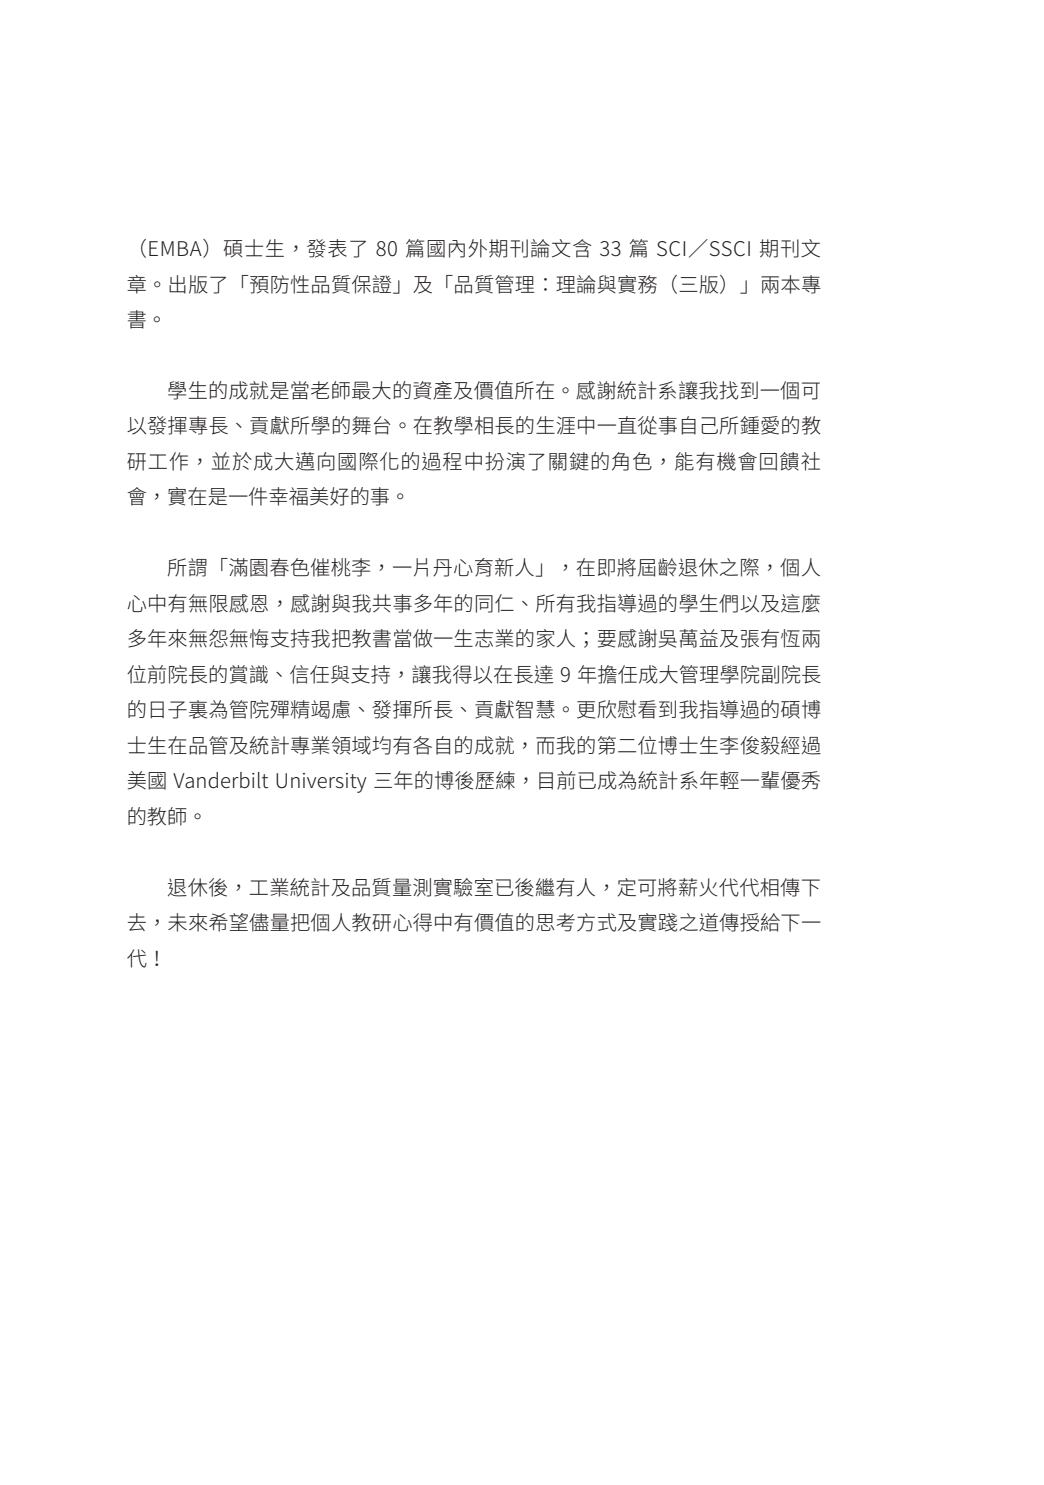 （EMBA）碩士生，發表了 80 篇國內外期刊論文含 33 篇 SCI／SSCI 期刊文
章。出版了「預防性品質保證」及「品質管理：理論與實務（三版）」兩本專
書。
學生的成就是當老師最大的資產及價值所在。感謝統計系讓我找到一個可
以發揮專長、貢獻所學的舞台。在教學相長的生涯中一直從事自己所鍾愛的教
研工作，並於成大邁向國際化的過程中扮演了關鍵的角色，能有機會回饋社
會，實在是一件幸福美好的事。
所謂「滿園春色催桃李，一片丹心育新人」，在即將屆齡退休之際，個人
心中有無限感恩，感謝與我共事多年的同仁、所有我指導過的學生們以及這麼
多年來無怨無悔支持我把教書當做一生志業的家人；要感謝吳萬益及張有恆兩
位前院長的賞識、信任與支持，讓我得以在長達 9 年擔任成大管理學院副院長
的日子裏為管院殫精竭慮、發揮所長、貢獻智慧。更欣慰看到我指導過的碩博
士生在品管及統計專業領域均有各自的成就，而我的第二位博士生李俊毅經過
美國 Vanderbilt University 三年的博後歷練，目前已成為統計系年輕一輩優秀
的教師。
退休後，工業統計及品質量測實驗室已後繼有人，定可將薪火代代相傳下
去，未來希望儘量把個人教研心得中有價值的思考方式及實踐之道傳授給下一
代！